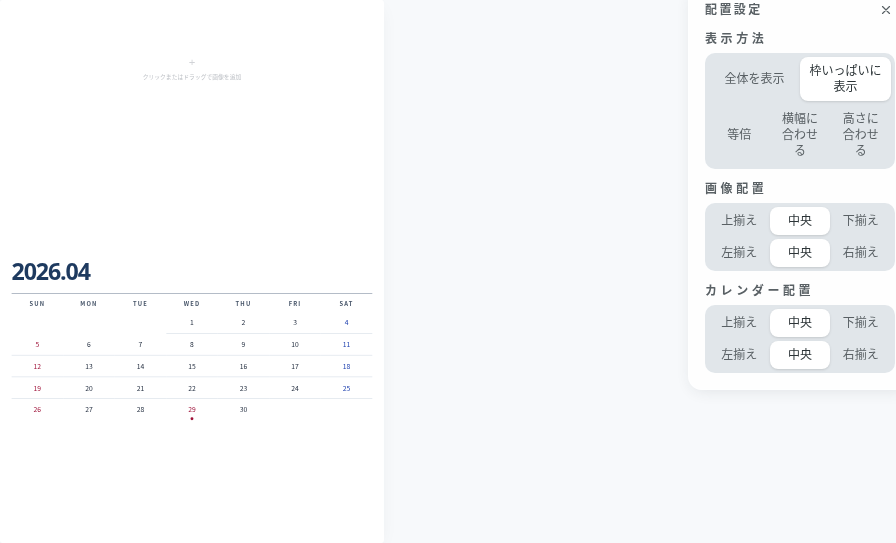 +
クリックまたはドラッグで画像を追加
2026.04
SUN MON TUE WED THU FRI SAT
1 2 3 4
5 6 7 8 9 10 11
12 13 14 15 16 17 18
19 20 21 22 23 24 25
26 27 28 29 30
配置設定 ×
表示方法
全体を表示
枠いっぱいに
表示
等倍
横幅に
合わせ
る
高さに
合わせ
る
画像配置
上揃え 中央 下揃え
左揃え 中央 右揃え
カレンダー配置
上揃え 中央 下揃え
左揃え 中央 右揃え